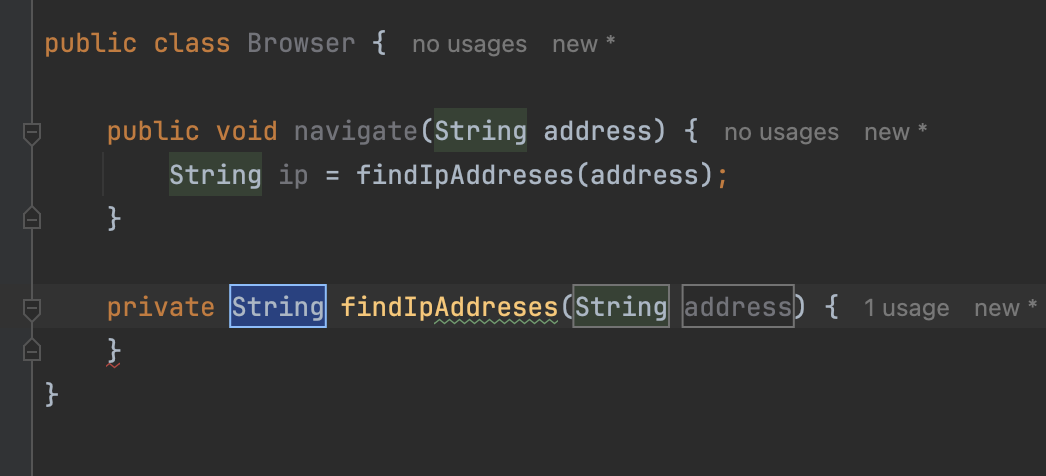 public class Browser { no usages new *
public void navigate(String address) { no usages new *
String ip = findIpAddreses(address);
}
private String findIpAddreses(String address) { 1 usage new *
}
}